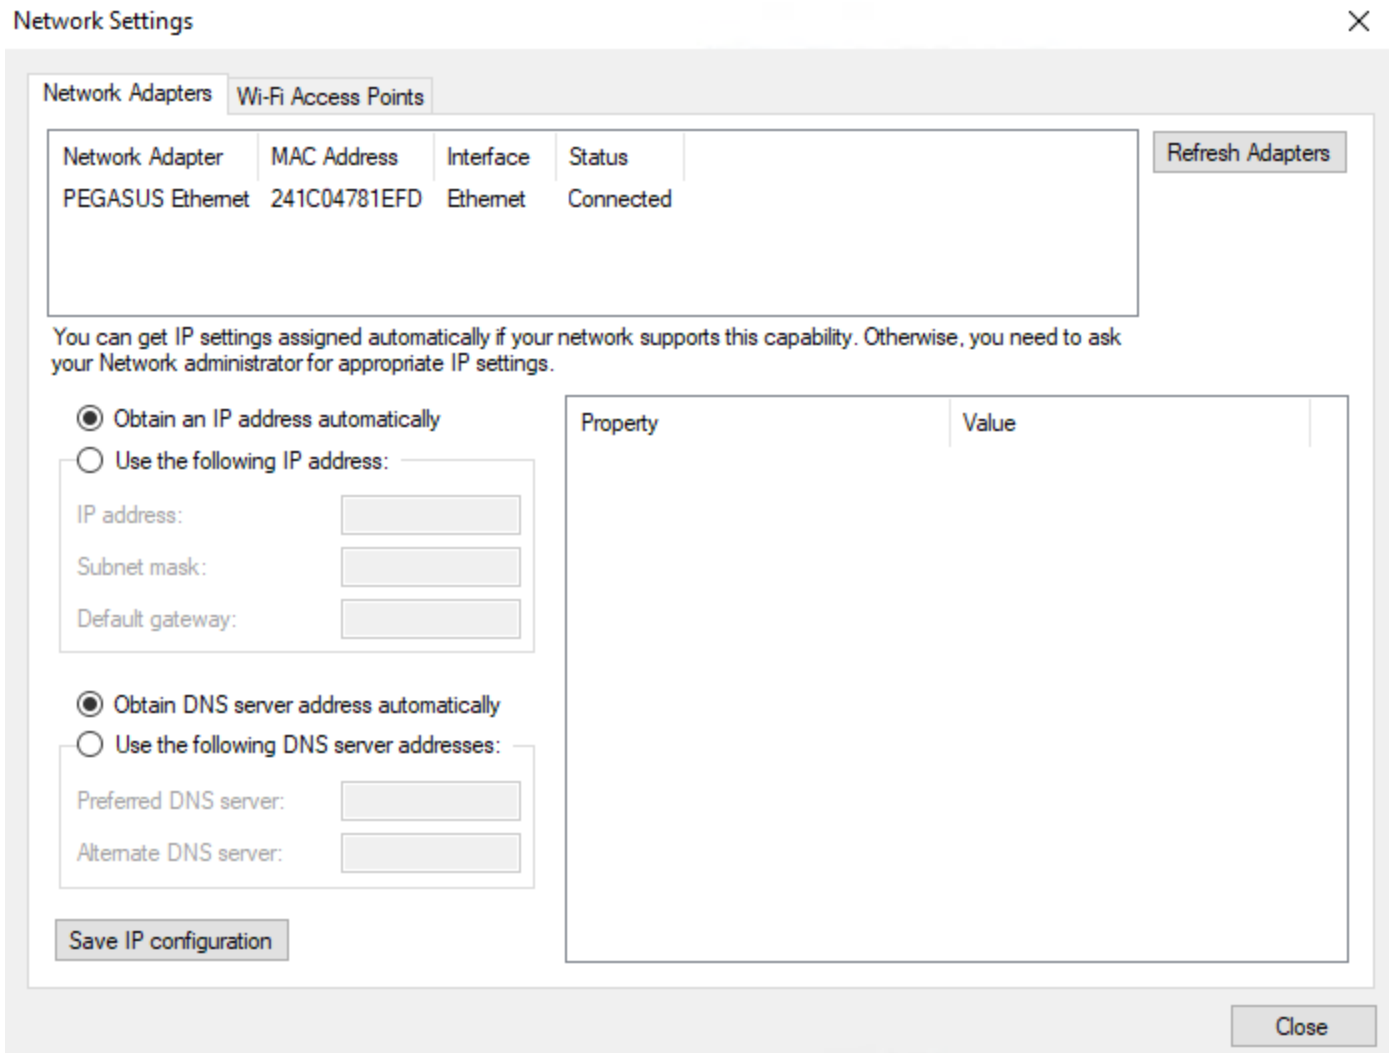 Network Settings
Network Adapters
Wi-Fi Access Points
Network Adapter MAC Address Interface Status
PEGASUS Ethernet 241C04781EFD Ethernet Connected
Refresh Adapters
You can get IP settings assigned automatically if your network supports this capability. Otherwise, you need to ask
your Network administrator for appropriate IP settings.
Obtain an IP address automatically
Use the following IP address:
IP address:
Subnet mask:
Default gateway:
Obtain DNS server address automatically
Use the following DNS server addresses:
Preferred DNS server:
Alternate DNS server:
Save IP configuration
Property Value
Close